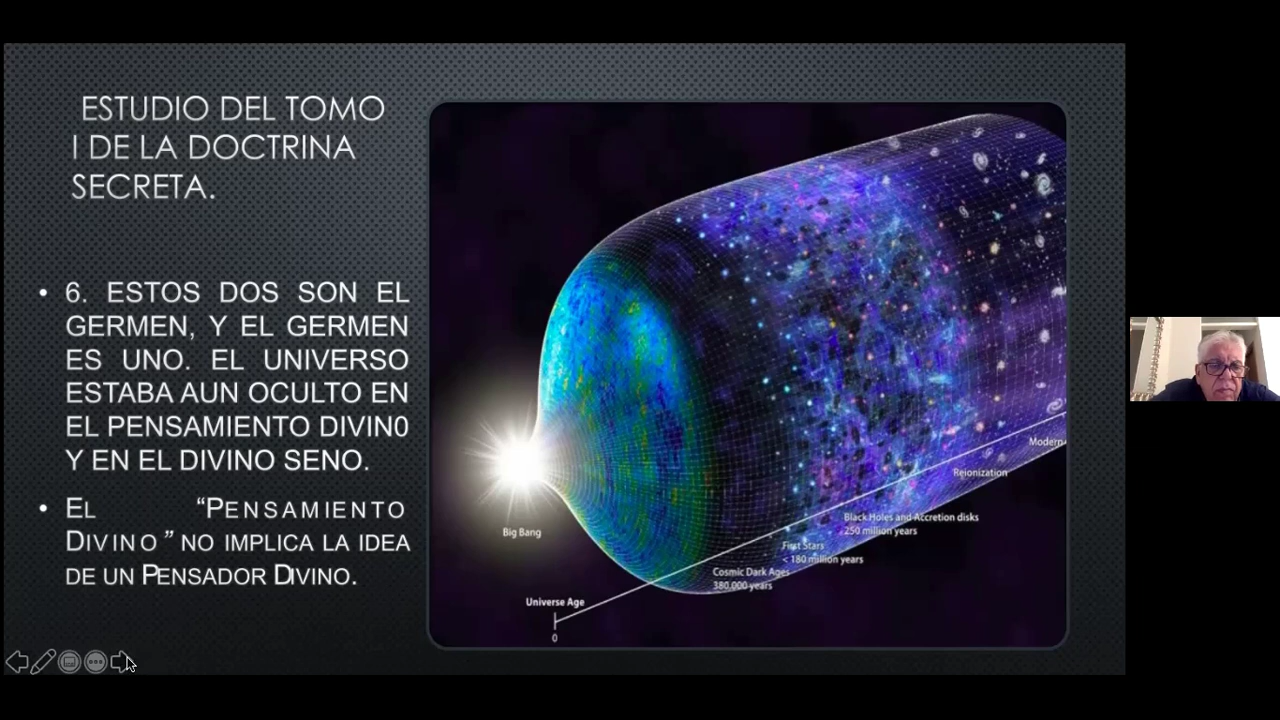 ESTUDIO DEL TOMO
I DE LA DOCTRINA
SECRETA.
• 6. ESTOS DOS SON EL
GERMEN, Y EL GERMEN
ES UNO. EL UNIVERSO
ESTABA AUN OCULTO EN
EL PENSAMIENTO DIVIN0
Y EN EL DIVINO SENO.
• EL “PENSAMIENTO
DIVINO” NO IMPLICA LA IDEA
DE UN PENSADOR DIVINO.
Modern
Reionization
Black Holes and Accretion disks
250 million years
First Stars
< 180 million years
Cosmic Dark Ages
380,000 years
Big Bang
Universe Age
0